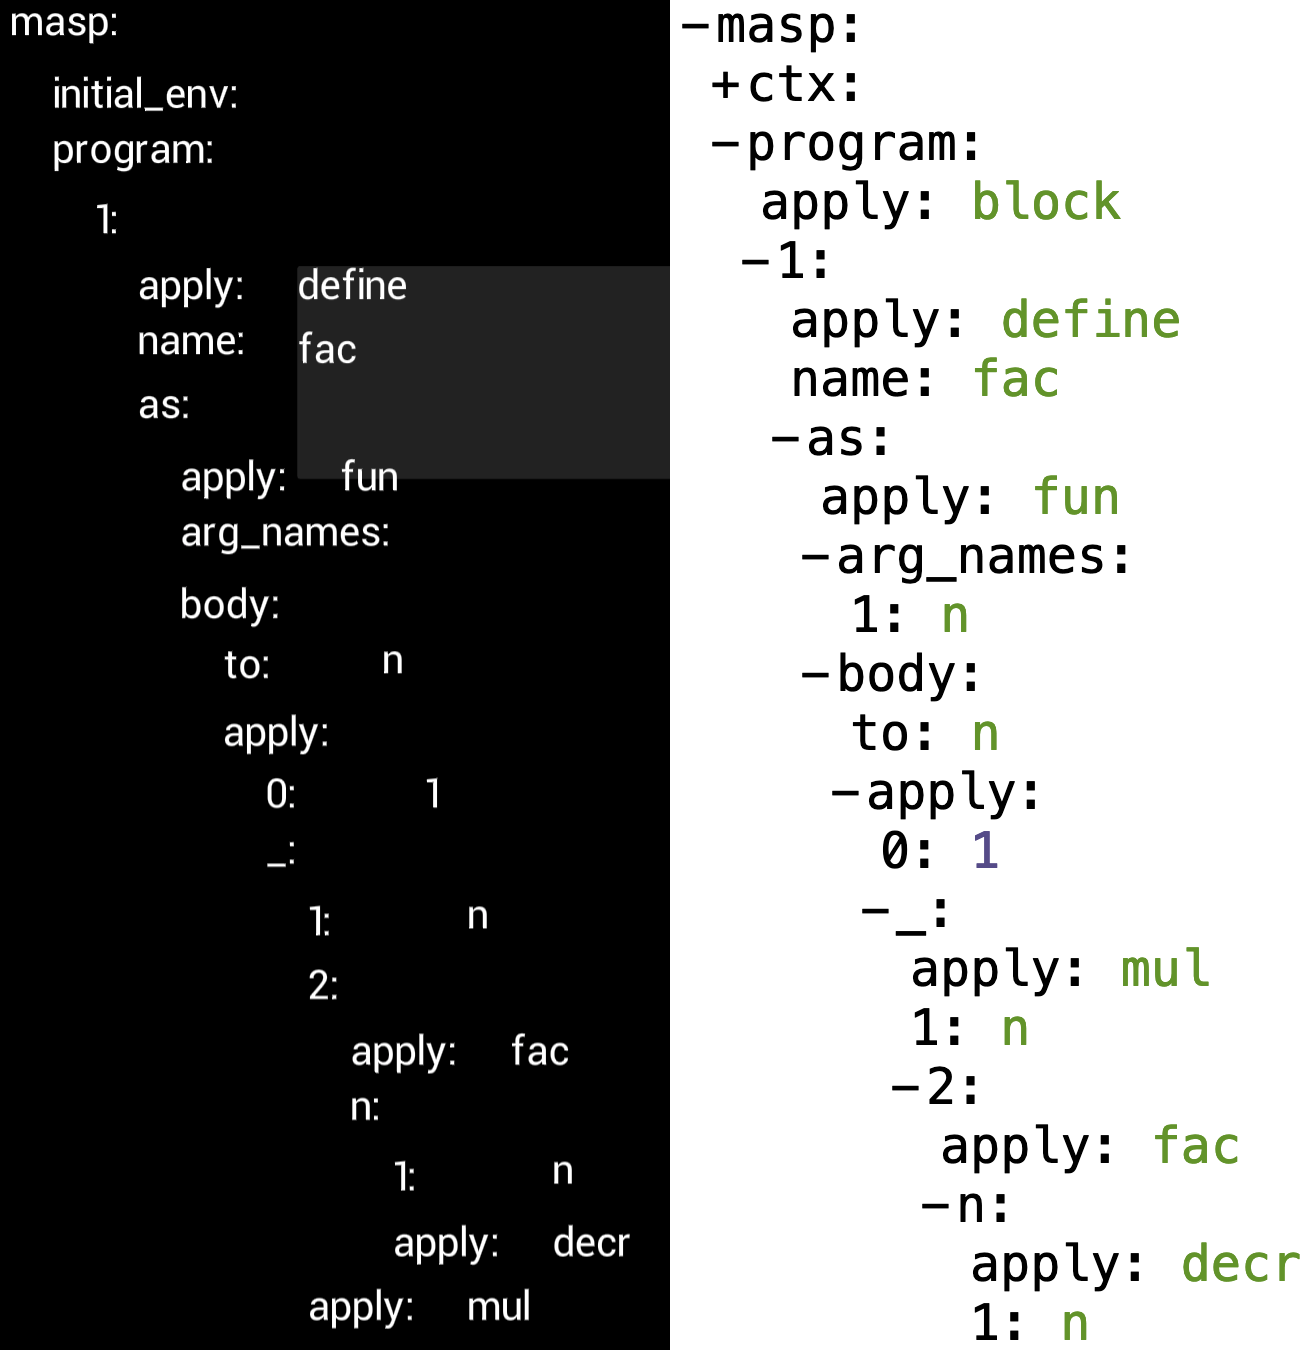 masp:
initial_env:
program:
1:
apply: define
name: fac
as:
apply: fun
arg_names:
body:
to: n
apply:
0: 1
_:
1: n
2:
apply: fac
n:
1: n
apply: decr
apply: mul
−masp:
+ctx:
−program:
apply: block
−1:
apply: define
name: fac
−as:
apply: fun
−arg_names:
1: n
−body:
to: n
−apply:
0: 1
−_:
apply: mul
1: n
−2:
apply: fac
−n:
apply: decr
1: n